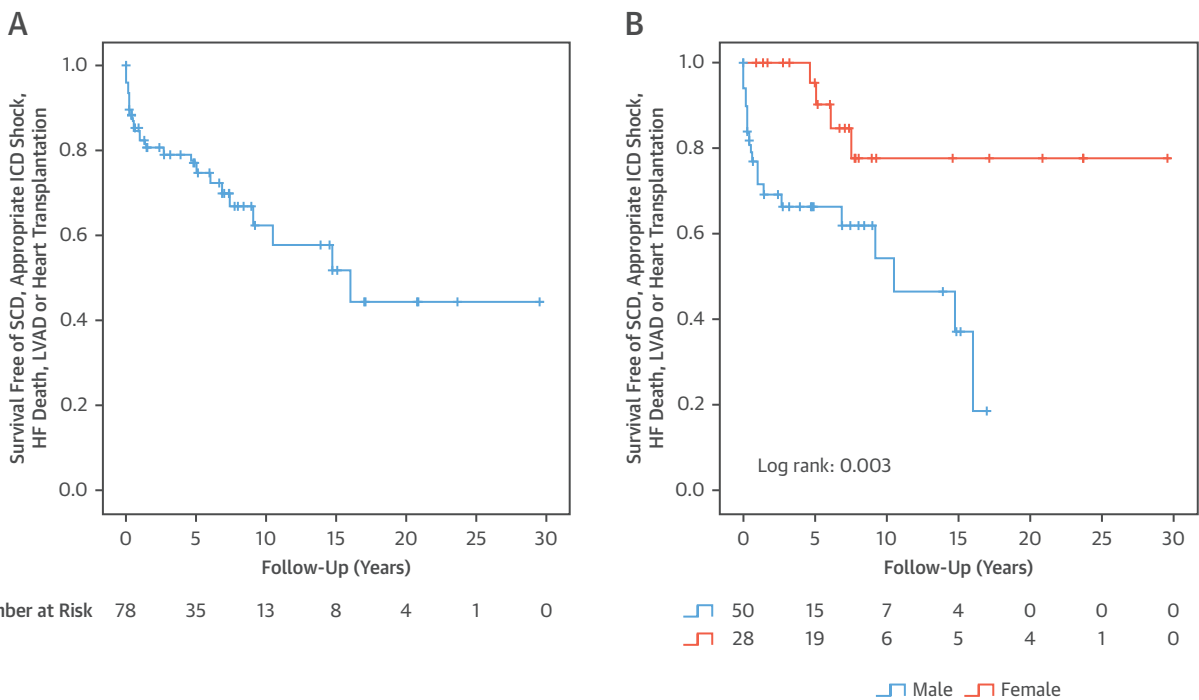 A
Survival Free of SCD, Appropriate ICD Shock,
HF Death, LVAD or Heart Transplantation
1.0
0.8
0.6
0.4
0.2
0.0
0 5 10 15 20 25 30
Follow-Up (Years)
at Risk 78 35 13 8 4 1 0
B
Survival Free of SCD, Appropriate ICD Shock,
HF Death, LVAD or Heart Transplantation
1.0
0.8
0.6
0.4
0.2
0.0
Log rank: 0.003
0 5 10 15 20 25 30
Follow-Up (Years)
50 15 7 4 0 0 0
28 19 6 5 4 1 0
Male Female